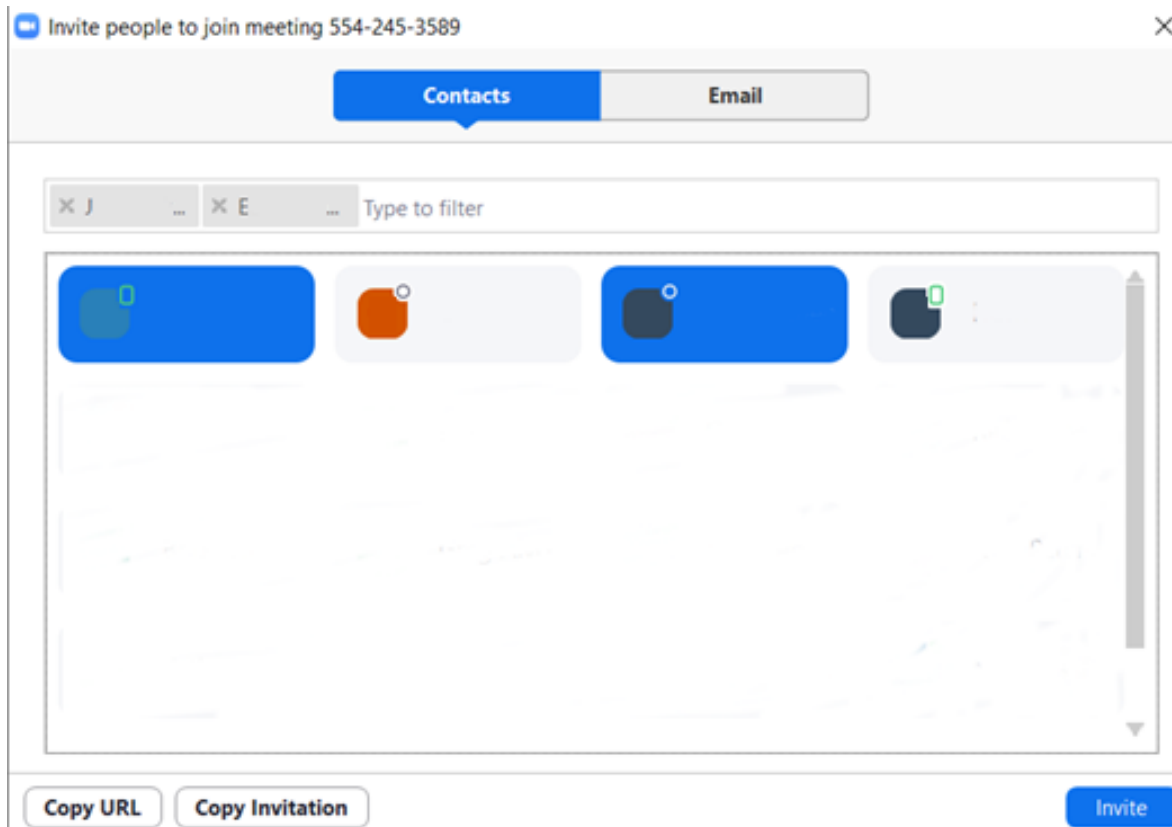 Invite people to join meeting 554-245-3589
Contacts Email
J ... E ... Type to filter
Copy URL Copy Invitation Invite